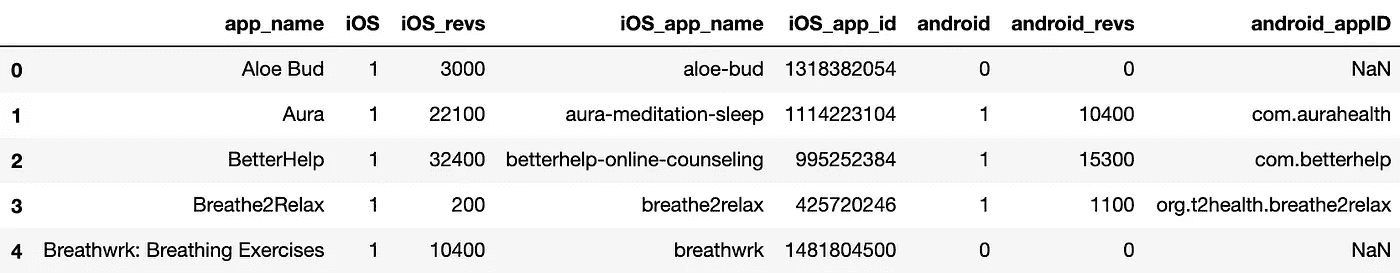 app_name iOS iOS_revs iOS_app_name iOS_app_id android android_revs android_appID
0 Aloe Bud 1 3000 aloe-bud 1318382054 0 0 NaN
1 Aura 1 22100 aura-meditation-sleep 1114223104 1 10400 com.aurahealth
2 BetterHelp 1 32400 betterhelp-online-counseling 995252384 1 15300 com.betterhelp
3 Breathe2Relax 1 200 breathe2relax 425720246 1 1100 org.t2health.breathe2relax
4 Breathwrk: Breathing Exercises 1 10400 breathwrk 1481804500 0 0 NaN